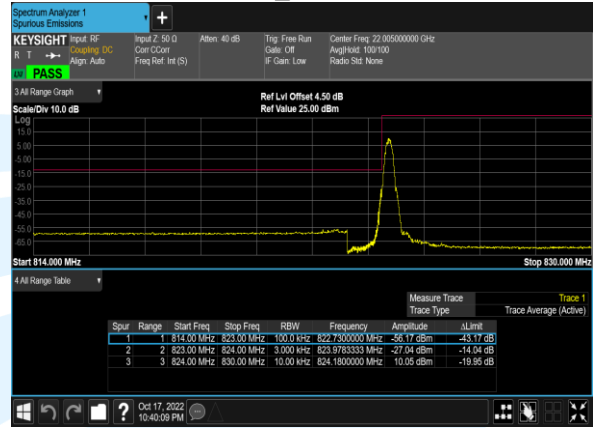 Spectrum Analyzer 1
Spurious Emissions
KEYSIGHT Input: RF Input Z: 50 Ω Atten: 40 dB Trig: Free Run Center Freq: 22.005000000 GHz
R T Coupling: DC Corr CCorr Gate: Off Avg|Hold: 100/100
Align: Auto Freq Ref: Int (S) IF Gain: Low Radio Std: None
PASS
3 All Range Graph
Ref Lvl Offset 4.50 dB
Scale/Div 10.0 dB Ref Value 25.00 dBm
Log
15.0
5.00
-5.00
-15.0
-25.0
-35.0
-45.0
-55.0
-65.0
Start 814.000 MHz Stop 830.000 MHz
4 All Range Table
Measure Trace Trace 1
Trace Type Trace Average (Active)
Spur Range Start Freq Stop Freq RBW Frequency Amplitude ΔLimit
1 1 814.00 MHz 823.00 MHz 100.0 kHz 822.7300000 MHz -56.17 dBm -43.17 dB
2 2 823.00 MHz 824.00 MHz 3.000 kHz 823.9783333 MHz -27.04 dBm -14.04 dB
3 3 824.00 MHz 830.00 MHz 10.00 kHz 824.1800000 MHz 10.05 dBm -19.95 dB
? Oct 17, 2022
10:40:09 PM